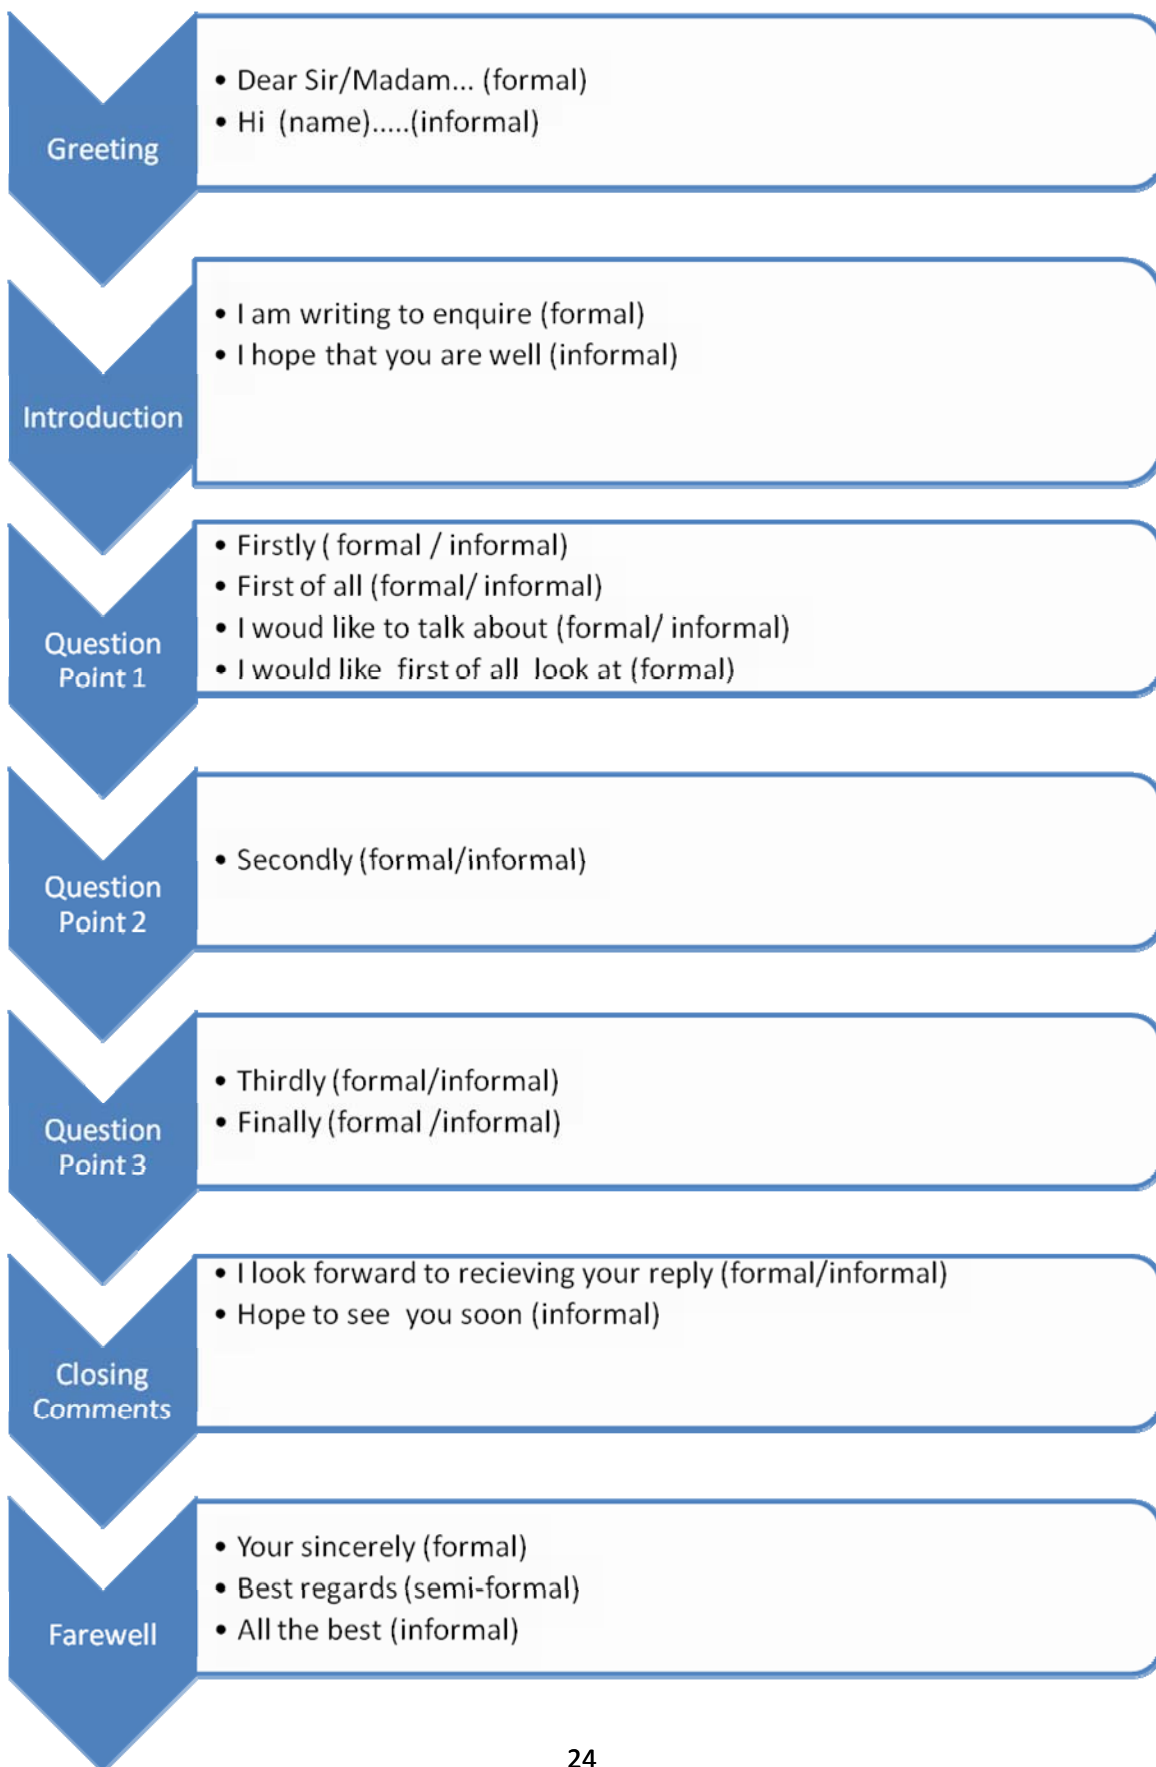 Greeting
• Dear Sir/Madam... (formal)
• Hi (name).....(informal)
Introduction
• I am writing to enquire (formal)
• I hope that you are well (informal)
Question
Point 1
• Firstly ( formal / informal)
• First of all (formal/ informal)
• I woud like to talk about (formal/ informal)
• I would like first of all look at (formal)
Question
Point 2
• Secondly (formal/informal)
Question
Point 3
• Thirdly (formal/informal)
• Finally (formal /informal)
Closing
Comments
• I look forward to recieving your reply (formal/informal)
• Hope to see you soon (informal)
Farewell
• Your sincerely (formal)
• Best regards (semi-formal)
• All the best (informal)
24